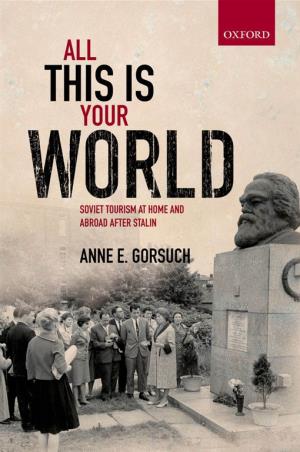 OXFORD
ALL
THIS IS
YOUR
WORLD
SOVIET TOURISM AT HOME AND
ABROAD AFTER STALIN
ANNE E. GORSUCH